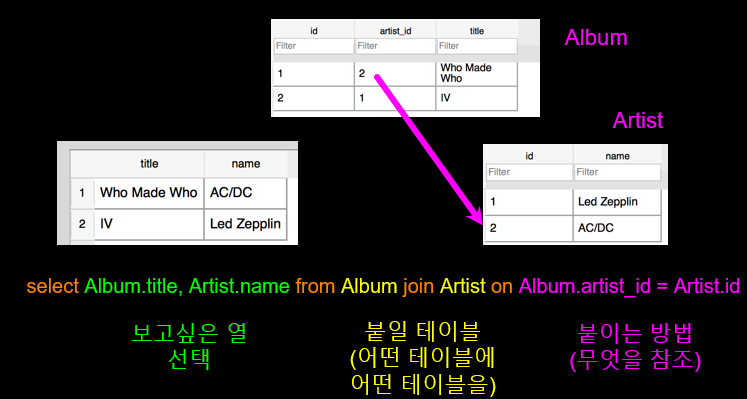 id artist_id title
Filter Filter Filter
1 2 Who Made Who
2 1 IV
Album
Artist
id name
Filter Filter
1 Led Zepplin
2 AC/DC
title name
1 Who Made Who AC/DC
2 IV Led Zepplin
select Album.title, Artist.name from Album join Artist on Album.artist_id = Artist.id
보고싶은 열
선택
붙일 테이블
(어떤 테이블에
어떤 테이블을)
붙이는 방법
(무엇을 참조)